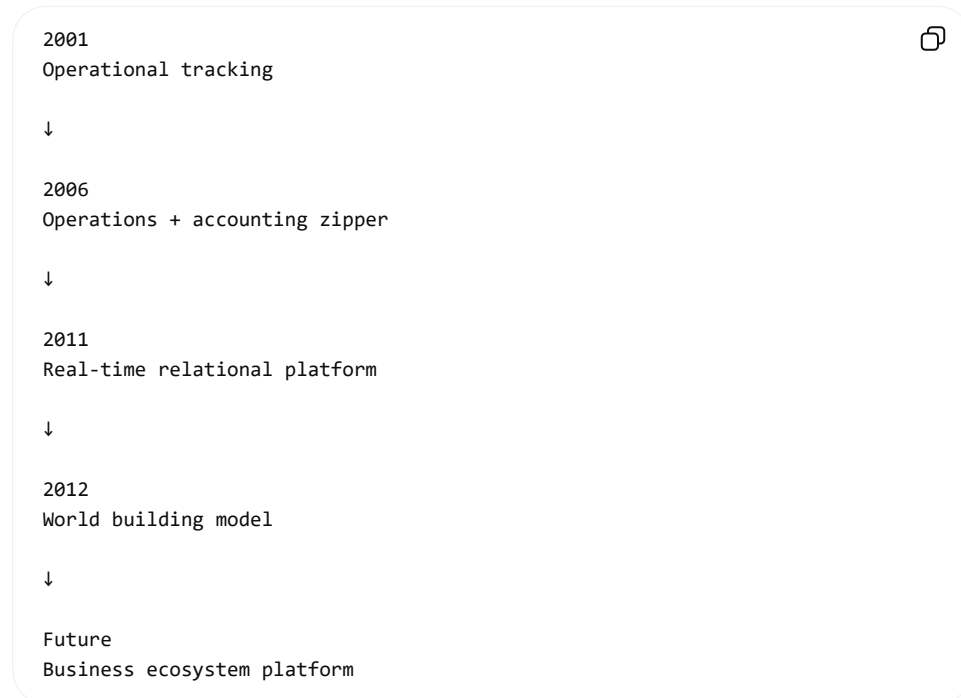 2001
Operational tracking
↓
2006
Operations + accounting zipper
↓
2011
Real-time relational platform
↓
2012
World building model
↓
Future
Business ecosystem platform